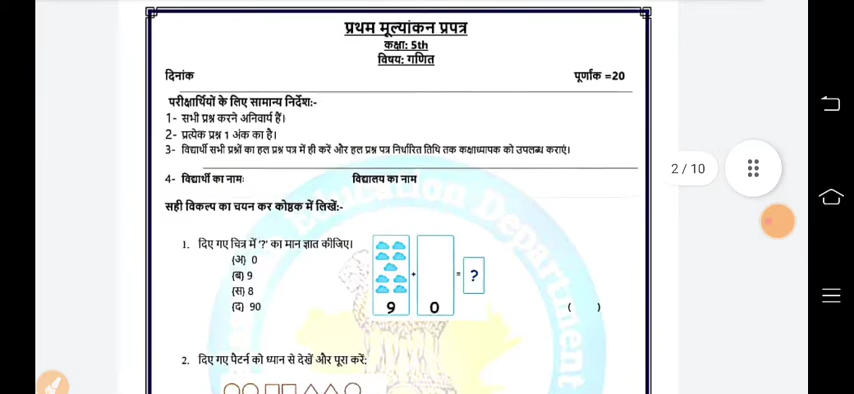 प्रथम मूल्यांकन प्रपत्र
कक्षा: 5th
विषय: गणित
दिनांक पूर्णांक =20
परीक्षार्थियों के लिए सामान्य निर्देश:-
1- सभी प्रश्न करने अनिवार्य हैं।
2- प्रत्येक प्रश्न 1 अंक का है।
3- विद्यार्थी सभी प्रश्नों का हल प्रश्न पत्र में ही करें और हल प्रश्न पत्र निर्धारित तिथि तक कक्षाध्यापक को उपलब्ध कराएं।
4- विद्यार्थी का नामः विद्यालय का नाम
सही विकल्प का चयन कर कोष्ठक में लिखें:-
1. दिए गए चित्र में '?' का मान ज्ञात कीजिए।
(अ) 0
(ब) 9
(स) 8
(द) 90
+ = ?
9 0
( )
2. दिए गए पैटर्न को ध्यान से देखें और पूरा करें:
2 / 10
Education Department